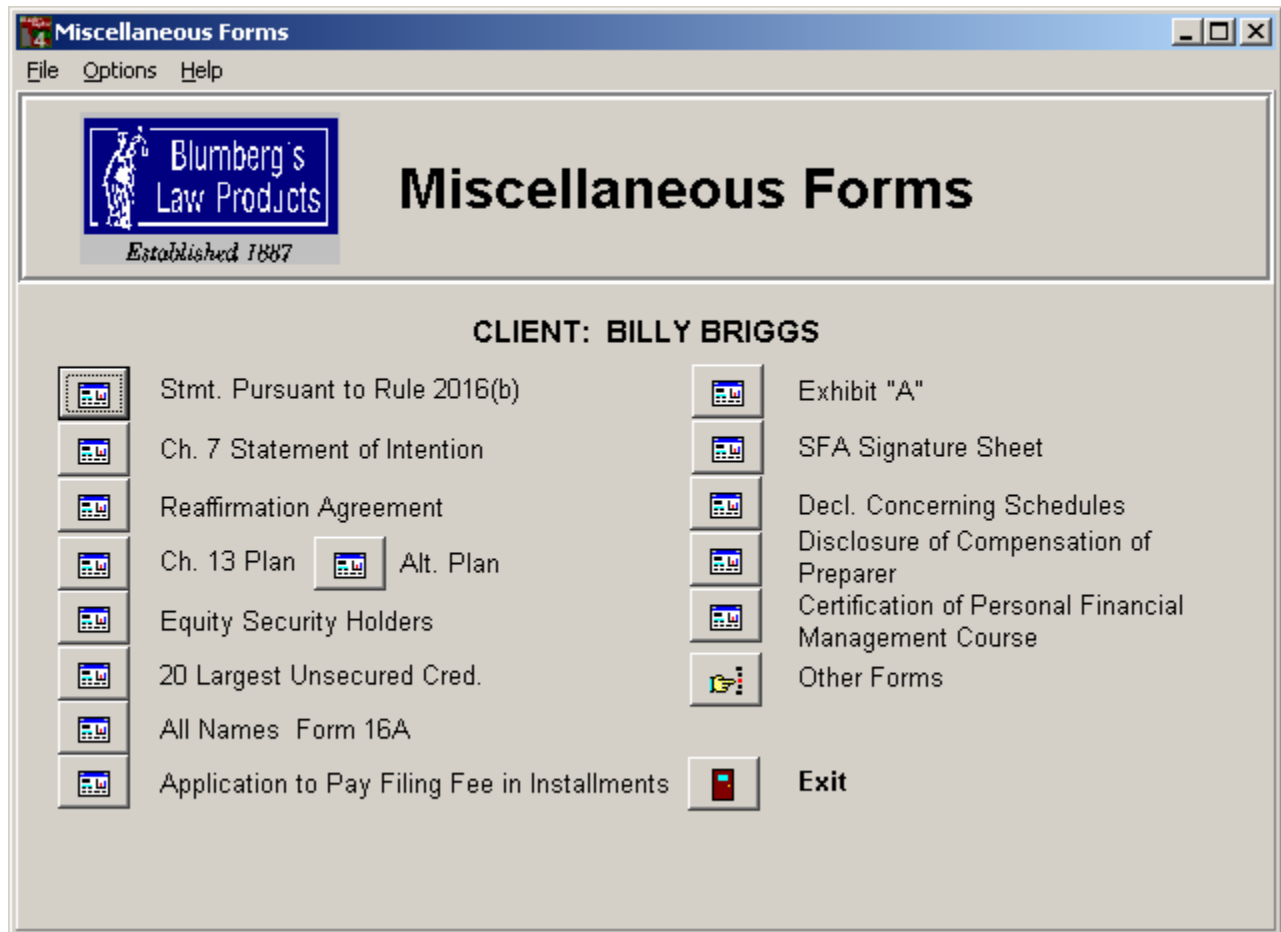 Miscellaneous Forms
File Options Help
Blumberg's
Law Products
Established 1887
Miscellaneous Forms
CLIENT: BILLY BRIGGS
Stmt. Pursuant to Rule 2016(b)
Ch. 7 Statement of Intention
Reaffirmation Agreement
Ch. 13 Plan
Alt. Plan
Equity Security Holders
20 Largest Unsecured Cred.
All Names Form 16A
Application to Pay Filing Fee in Installments
Exhibit "A"
SFA Signature Sheet
Decl. Concerning Schedules
Disclosure of Compensation of
Preparer
Certification of Personal Financial
Management Course
Other Forms
Exit